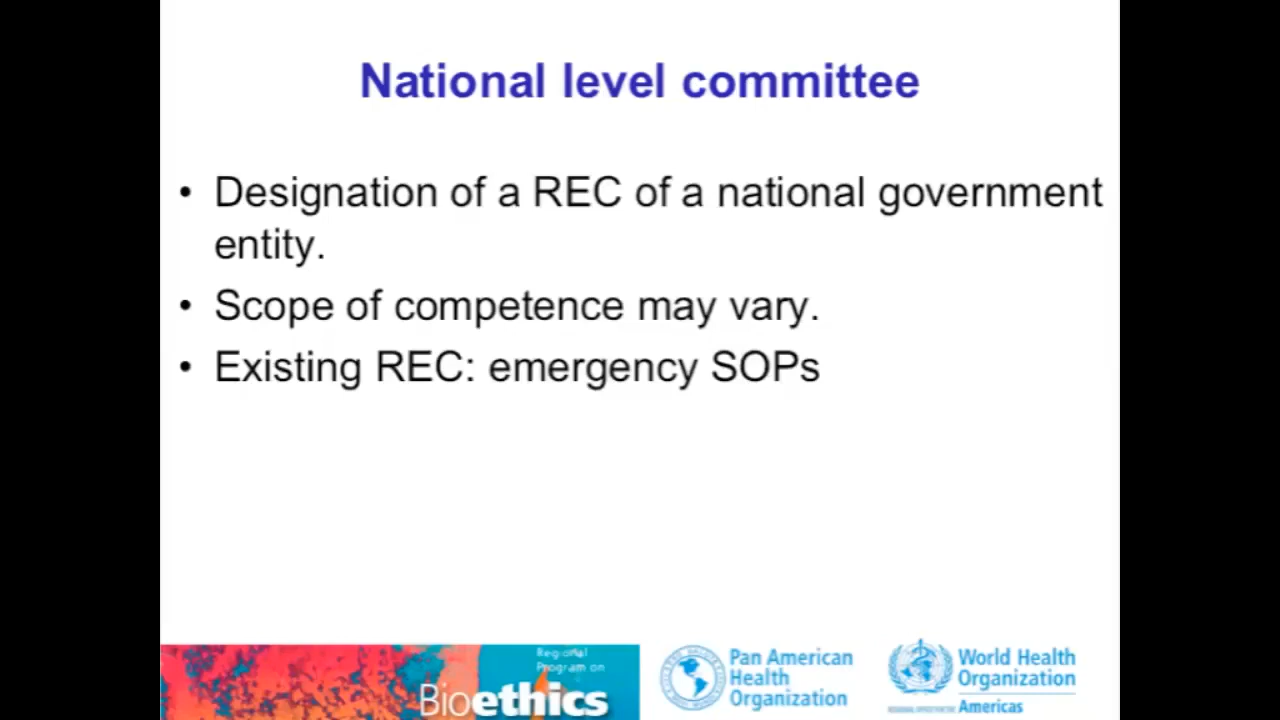 National level committee
• Designation of a REC of a national government
entity.
• Scope of competence may vary.
• Existing REC: emergency SOPs
Regional
Program on
Bioethics
Pan American
Health
Organization
World Health
Organization
Americas